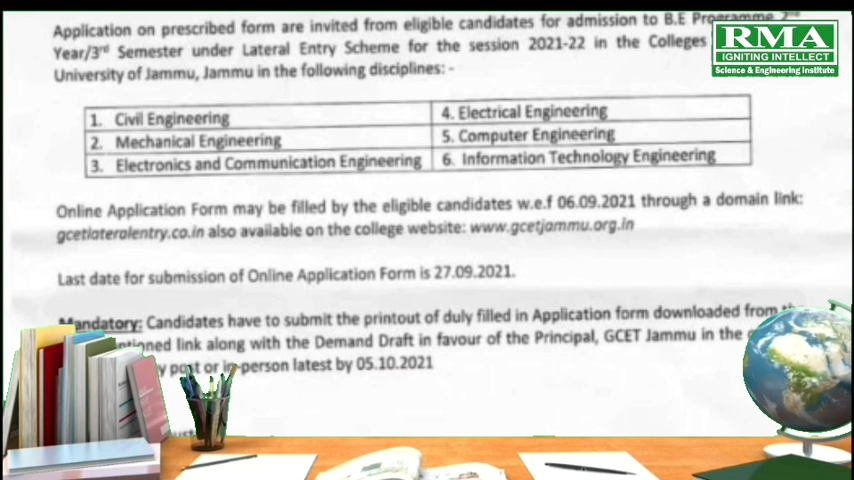 Application on prescribed form are invited from eligible candidates for admission to B.E Programme 2nd
Year/3rd Semester under Lateral Entry Scheme for the session 2021-22 in the Colleges
University of Jammu, Jammu in the following disciplines: -
1. Civil Engineering
4. Electrical Engineering
2. Mechanical Engineering
5. Computer Engineering
3. Electronics and Communication Engineering
6. Information Technology Engineering
Online Application Form may be filled by the eligible candidates w.e.f 06.09.2021 through a domain link:
gcetlateralentry.co.in also available on the college website: www.gcetjammu.org.in
Last date for submission of Online Application Form is 27.09.2021.
Mandatory: Candidates have to submit the printout of duly filled in Application form downloaded from
link along with the Demand Draft in favour of the Principal, GCET Jammu in the
post or in-person latest by 05.10.2021
RMA
IGNITING INTELLECT
Science & Engineering Institute